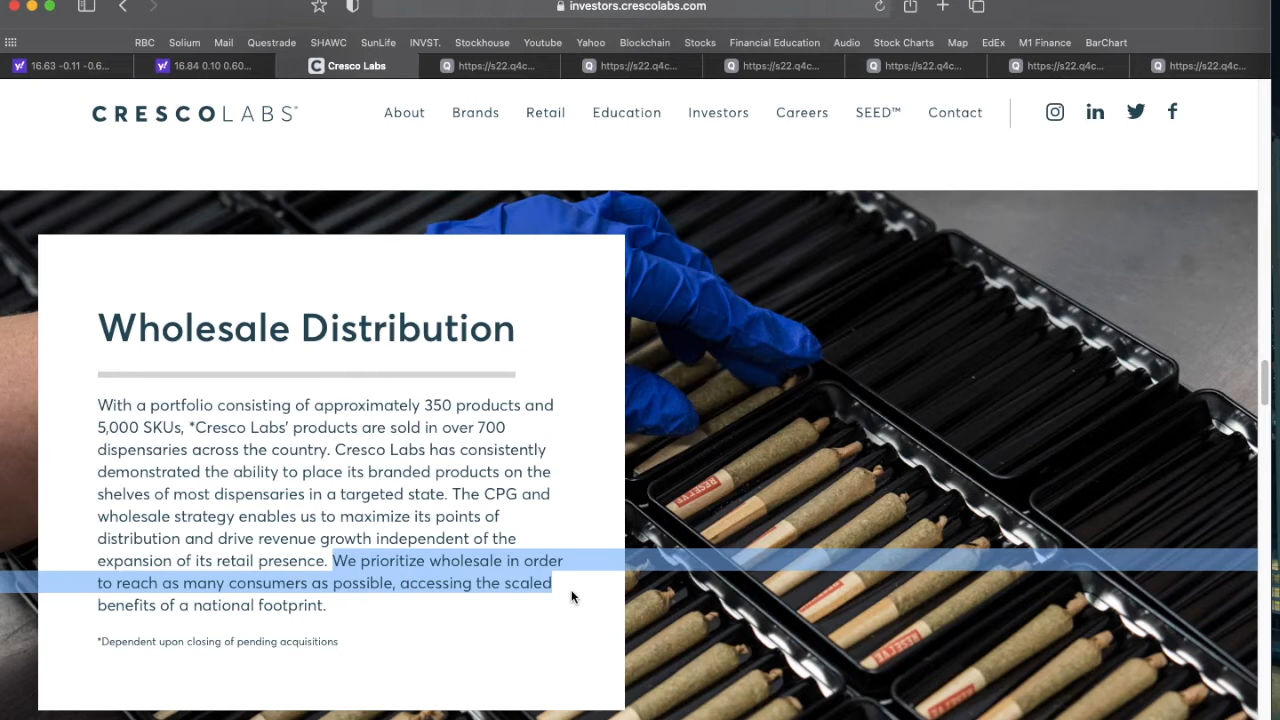 investors.crescolabs.com
RBC Solium Mail Questrade SHAWC SunLife INVST. Stockhouse Youtube Yahoo Blockchain Stocks Financial Education Audio Stock Charts Map EdEx M1 Finance BarChart
16.63 -0.11 -0.6... 16.84 0.10 0.60... Cresco Labs https://s22.q4c... https://s22.q4c... https://s22.q4c... https://s22.q4c... https://s22.q4c... https://s22.q4c...
CRESCOLABS About Brands Retail Education Investors Careers SEED™ Contact
Wholesale Distribution
With a portfolio consisting of approximately 350 products and
5,000 SKUs, *Cresco Labs' products are sold in over 700
dispensaries across the country. Cresco Labs has consistently
demonstrated the ability to place its branded products on the
shelves of most dispensaries in a targeted state. The CPG and
wholesale strategy enables us to maximize its points of
distribution and drive revenue growth independent of the
expansion of its retail presence. We prioritize wholesale in order
to reach as many consumers as possible, accessing the scaled
benefits of a national footprint.
*Dependent upon closing of pending acquisitions
RESERVE